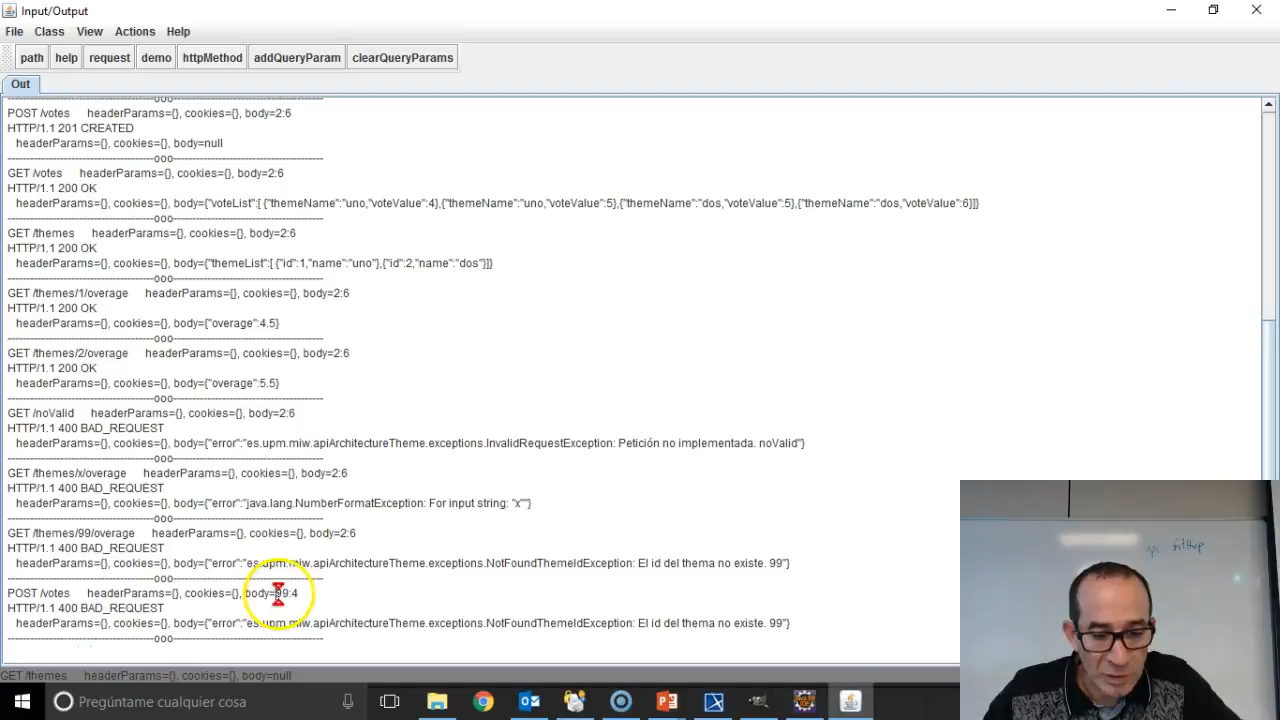 Input/Output
File Class View Actions Help
path help request demo httpMethod addQueryParam clearQueryParams
Out
---------------------------------------ooo----------------------------------------
POST /votes headerParams={}, cookies={}, body=2:6
HTTP/1.1 201 CREATED
headerParams={}, cookies={}, body=null
---------------------------------------ooo----------------------------------------
GET /votes headerParams={}, cookies={}, body=2:6
HTTP/1.1 200 OK
headerParams={}, cookies={}, body={"voteList":[ {"themeName":"uno,"voteValue":4},{"themeName":"uno,"voteValue":5},{"themeName":"dos,"voteValue":5},{"themeName":"dos,"voteValue":6}]}
---------------------------------------ooo----------------------------------------
GET /themes headerParams={}, cookies={}, body=2:6
HTTP/1.1 200 OK
headerParams={}, cookies={}, body={"themeList":[ {"id":1,"name":"uno"},{"id":2,"name":"dos"}]}
---------------------------------------ooo----------------------------------------
GET /themes/1/overage headerParams={}, cookies={}, body=2:6
HTTP/1.1 200 OK
headerParams={}, cookies={}, body={"overage":4.5}
---------------------------------------ooo----------------------------------------
GET /themes/2/overage headerParams={}, cookies={}, body=2:6
HTTP/1.1 200 OK
headerParams={}, cookies={}, body={"overage":5.5}
---------------------------------------ooo----------------------------------------
GET /noValid headerParams={}, cookies={}, body=2:6
HTTP/1.1 400 BAD_REQUEST
headerParams={}, cookies={}, body={"error":"es.upm.miw.apiArchitectureTheme.exceptions.InvalidRequestException: Petición no implementada. noValid"}
---------------------------------------ooo----------------------------------------
GET /themes/x/overage headerParams={}, cookies={}, body=2:6
HTTP/1.1 400 BAD_REQUEST
headerParams={}, cookies={}, body={"error":"java.lang.NumberFormatException: For input string: "x""}
---------------------------------------ooo----------------------------------------
GET /themes/99/overage headerParams={}, cookies={}, body=2:6
HTTP/1.1 400 BAD_REQUEST
headerParams={}, cookies={}, body={"error":"es.upm.miw.apiArchitectureTheme.exceptions.NotFoundThemeIdException: El id del thema no existe. 99"}
---------------------------------------ooo----------------------------------------
POST /votes headerParams={}, cookies={}, body=99:4
HTTP/1.1 400 BAD_REQUEST
headerParams={}, cookies={}, body={"error":"es.upm.miw.apiArchitectureTheme.exceptions.NotFoundThemeIdException: El id del thema no existe. 99"}
---------------------------------------ooo----------------------------------------
GET /themes headerParams={}, cookies={}, body=null
Pregúntame cualquier cosa